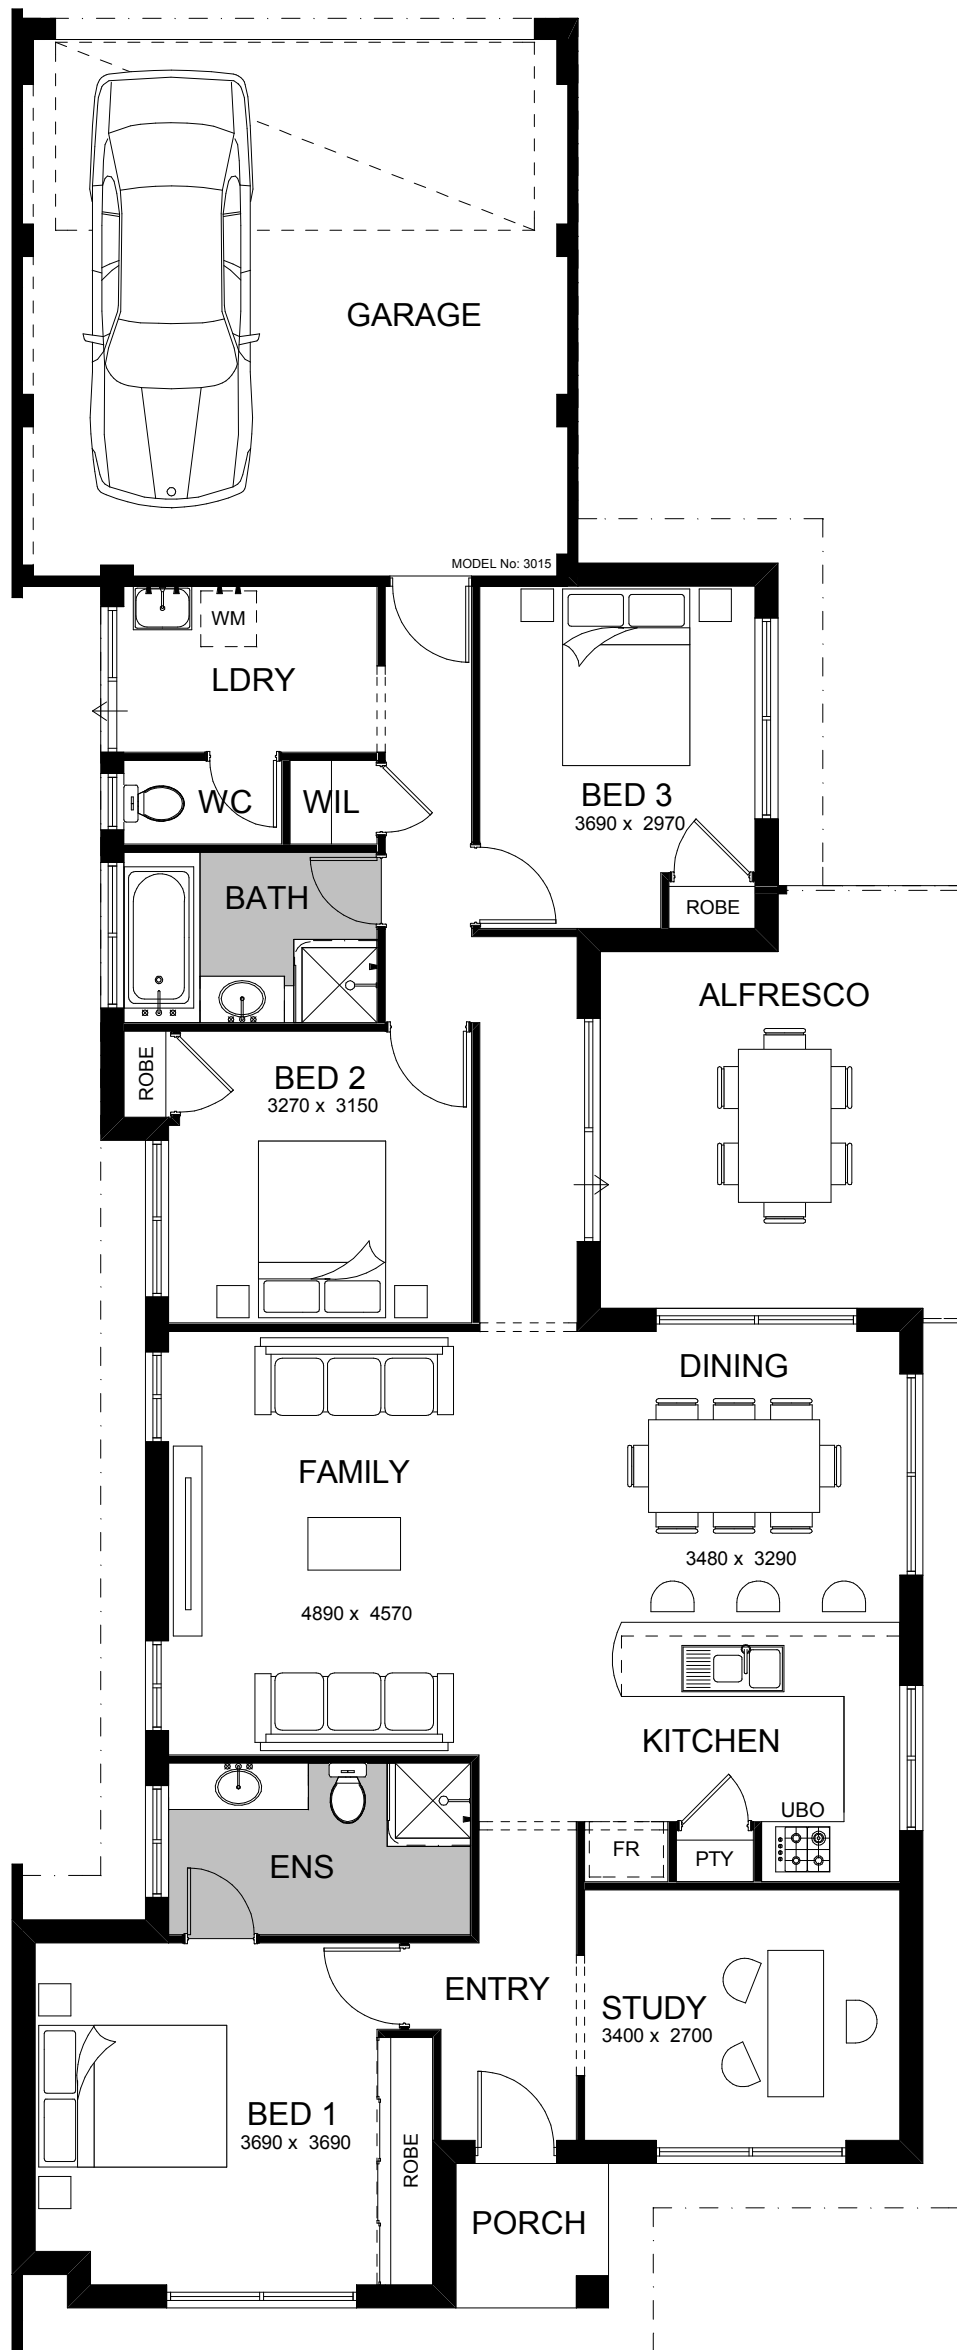 GARAGE
MODEL No: 3015
WM
LDRY
WC
WIL
BED 3
3690 x 2970
BATH
ROBE
ALFRESCO
ROBE
BED 2
3270 x 3150
DINING
FAMILY
3480 x 3290
4890 x 4570
KITCHEN
UBO
FR
PTY
ENS
ENTRY
STUDY
3400 x 2700
BED 1
3690 x 3690
ROBE
PORCH